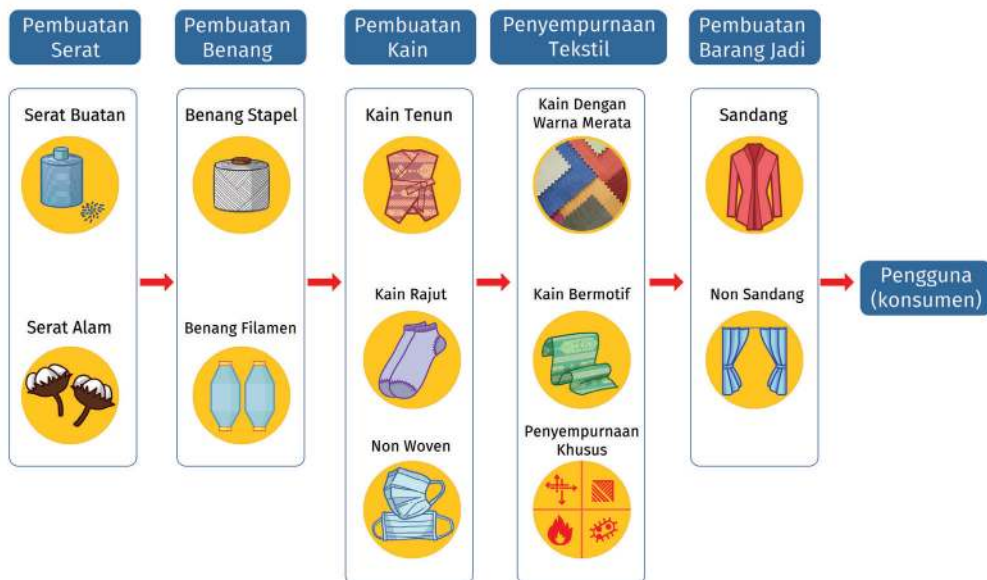 Pembuatan
Serat
Pembuatan
Benang
Pembuatan
Kain
Penyempurnaan
Tekstil
Pembuatan
Barang Jadi
Serat Buatan
Serat Alam
Benang Stapel
Benang Filamen
Kain Tenun
Kain Rajut
Non Woven
Kain Dengan
Warna Merata
Kain Bermotif
Penyempurnaan
Khusus
Sandang
Non Sandang
Pengguna
(konsumen)